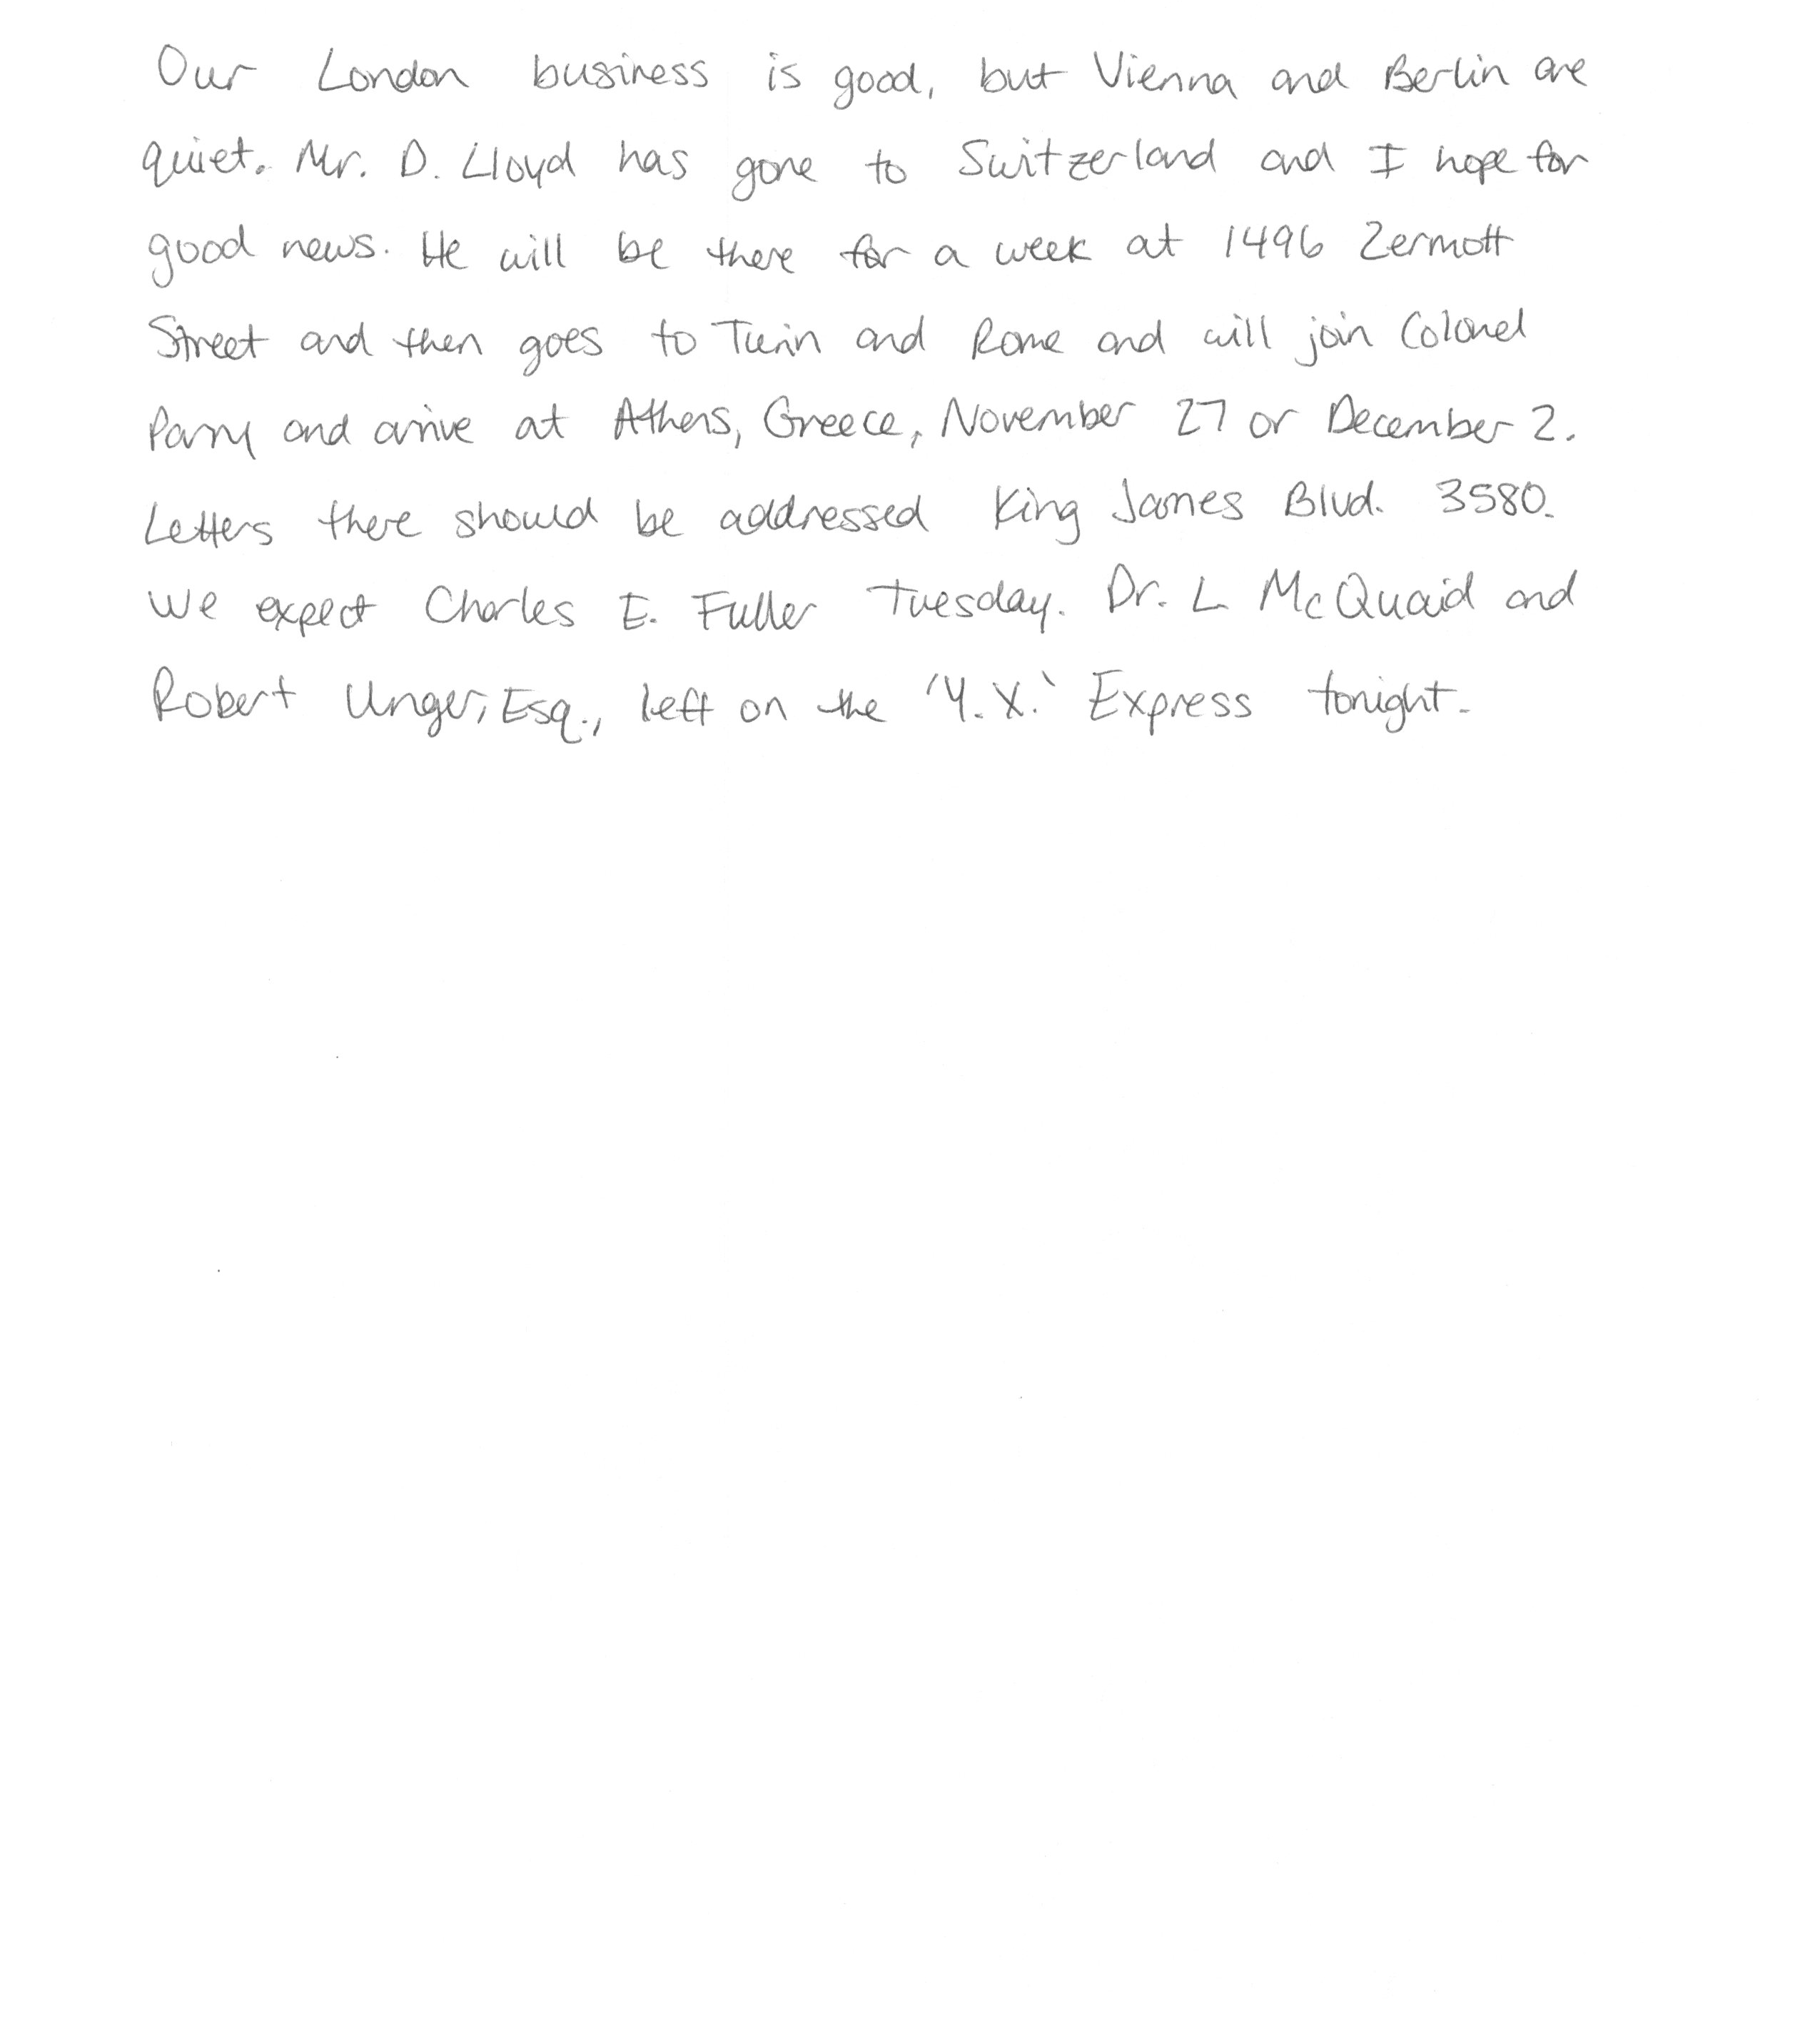 Our London business is good, but Vienna and Berlin are
quiet. Mr. D. Lloyd has gone to Switzerland and I hope for
good news. He will be there for a week at 1496 Zermott
Street and then goes to Turin and Rome and will join Colonel
Parry and arrive at Athens, Greece, November 27 or December 2.
Letters there should be addressed King James Blvd. 3580.
We expect Charles E. Fuller Tuesday. Dr. L McQuaid and
Robert Unger, Esq., left on the 'Y.X.' Express tonight.